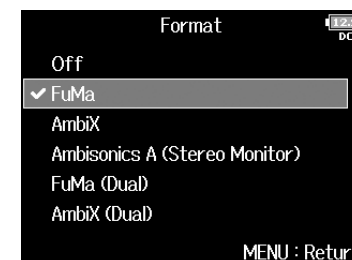 Format
Off
FuMa
AmbiX
Ambisonics A (Stereo Monitor)
FuMa (Dual)
AmbiX (Dual)
MENU : Retur